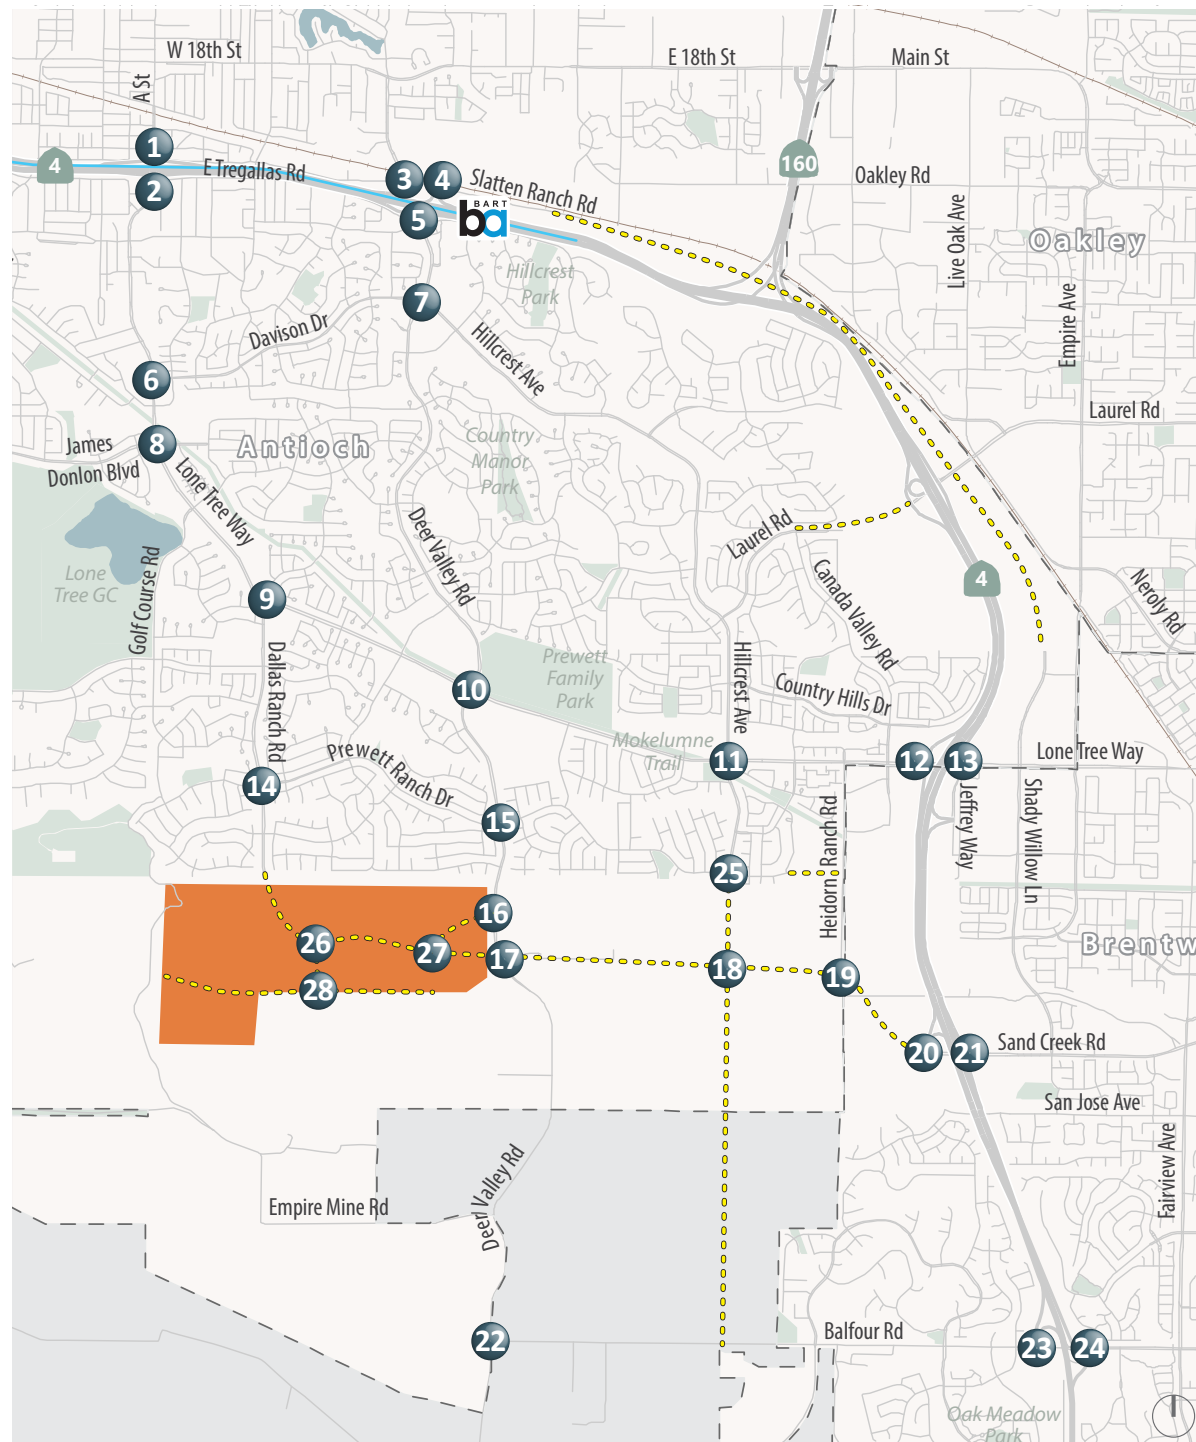 W 18th St
E 18th St
Main St
A St
1
4
E Tregallas Rd
2
3
4
Slatten Ranch Rd
5
BART
ba
160
Oakley Rd
Live Oak Ave
Oakley
Hillcrest
Park
7
Davison Dr
Hillcrest Ave
Empire Ave
6
Laurel Rd
James
Donlon Blvd
8
Antioch
Country
Manor
Park
Lone Tree Way
Deer Valley Rd
Laurel Rd
Canada Valley Rd
4
Neroly Rd
Lone
Tree GC
Golf Course Rd
9
Dallas Ranch Rd
Prewett
Family
Park
10
Hillcrest Ave
Country Hills Dr
Mokelumne
Trail
11
12
13
Lone Tree Way
Prewett Ranch Dr
14
15
Heidorn Ranch Rd
Jeffrey Way
Shady Willow Ln
25
16
26
27
17
18
19
28
Brentw
20
21
Sand Creek Rd
San Jose Ave
Fairview Ave
Deer Valley Rd
Empire Mine Rd
22
Balfour Rd
23
24
Oak Meadow
Park